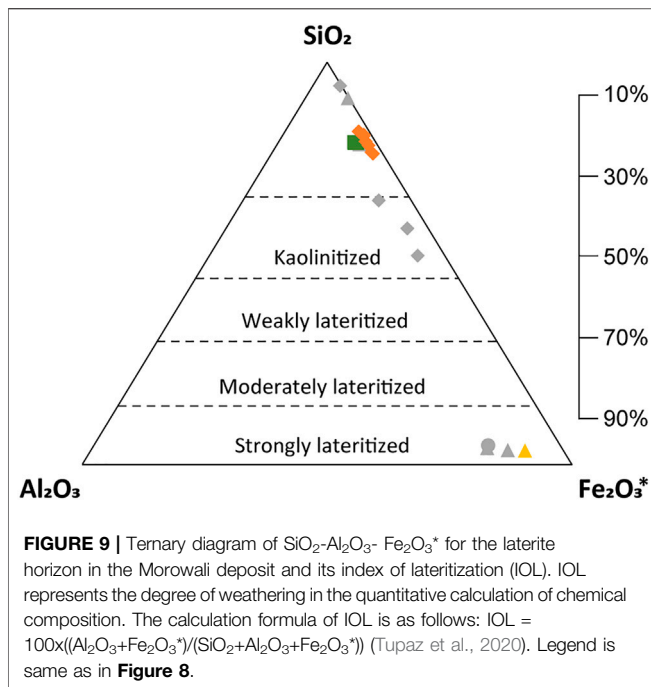 SiO₂
10%
30%
50%
70%
90%
Kaolinitized
Weakly lateritized
Moderately lateritized
Strongly lateritized
Al₂O₃
Fe₂O₃*
FIGURE 9 | Ternary diagram of SiO₂-Al₂O₃- Fe₂O₃* for the laterite
horizon in the Morowali deposit and its index of lateritization (IOL). IOL
represents the degree of weathering in the quantitative calculation of chemical
composition. The calculation formula of IOL is as follows: IOL =
100x((Al₂O₃+Fe₂O₃*)/(SiO₂+Al₂O₃+Fe₂O₃*)) (Tupaz et al., 2020). Legend is
same as in Figure 8.